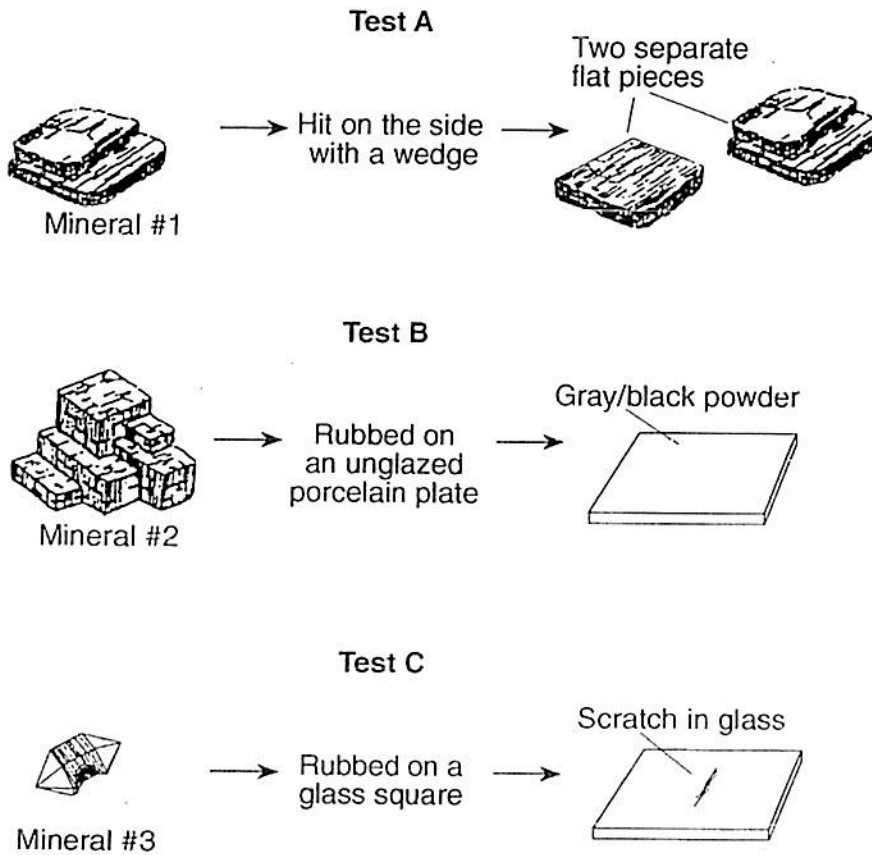 Test A
Two separate
flat pieces
Hit on the side
with a wedge
Mineral #1
Test B
Gray/black powder
Rubbed on
an unglazed
porcelain plate
Mineral #2
Test C
Scratch in glass
Rubbed on a
glass square
Mineral #3